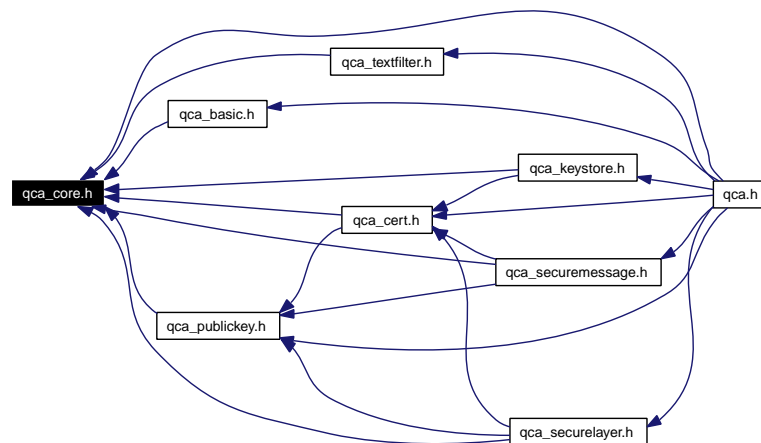 qca_textfilter.h
qca_basic.h
qca_keystore.h
qca_core.h
qca.h
qca_cert.h
qca_securemessage.h
qca_publickey.h
qca_securelayer.h